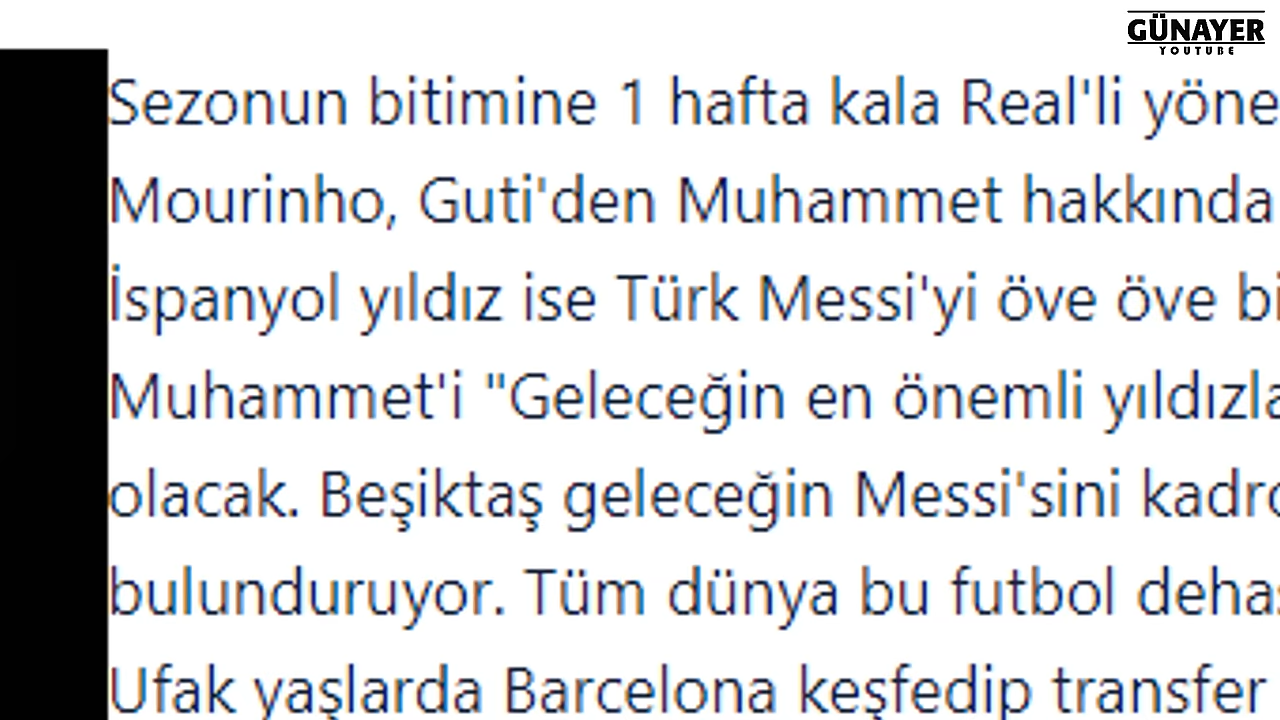 GÜNAYER
YOUTUBE
Sezonun bitimine 1 hafta kala Real'li
Mourinho, Guti'den Muhammet hakkında
İspanyol yıldız ise Türk Messi'yi öve öve
Muhammet'i "Geleceğin en önemli
olacak. Beşiktaş geleceğin Messi'sini
bulunduruyor. Tüm dünya bu futbol
Ufak yaşlarda Barcelona keşfedip transfer